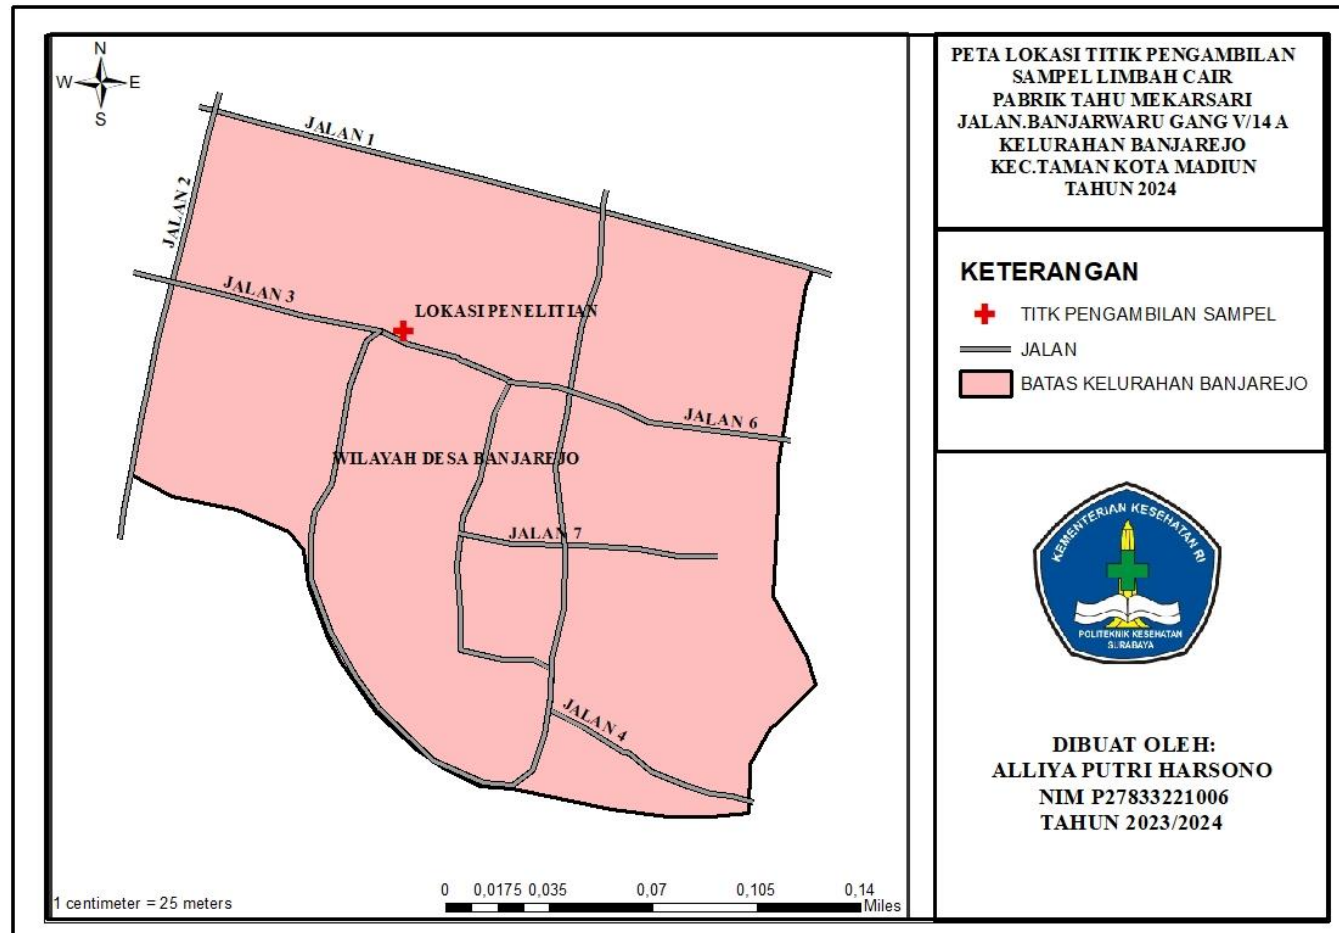 N
W E
S
JALAN 1
JALAN 2
JALAN 3
LOKASI PENELITIAN
JALAN 6
WILAYAH DESA BANJAREJO
JALAN 7
JALAN 4
1 centimeter = 25 meters
0 0,0175 0,035 0,07 0,105 0,14
Miles
PETA LOKASI TITIK PENGAMBILAN
SAMPEL LIMBAH CAIR
PABRIK TAHU MEKARSARI
JALAN.BANJARWARU GANG V/14 A
KELURAHAN BANJAREJO
KEC.TAMAN KOTA MADIUN
TAHUN 2024
KETERANGAN
TITK PENGAMBILAN SAMPEL
JALAN
BATAS KELURAHAN BANJAREJO
KEMENTERIAN KESEHATAN RI
POLITEKNIK KESEHATAN
SURABAYA
DIBUAT OLEH:
ALLIYA PUTRI HARSONO
NIM P27833221006
TAHUN 2023/2024